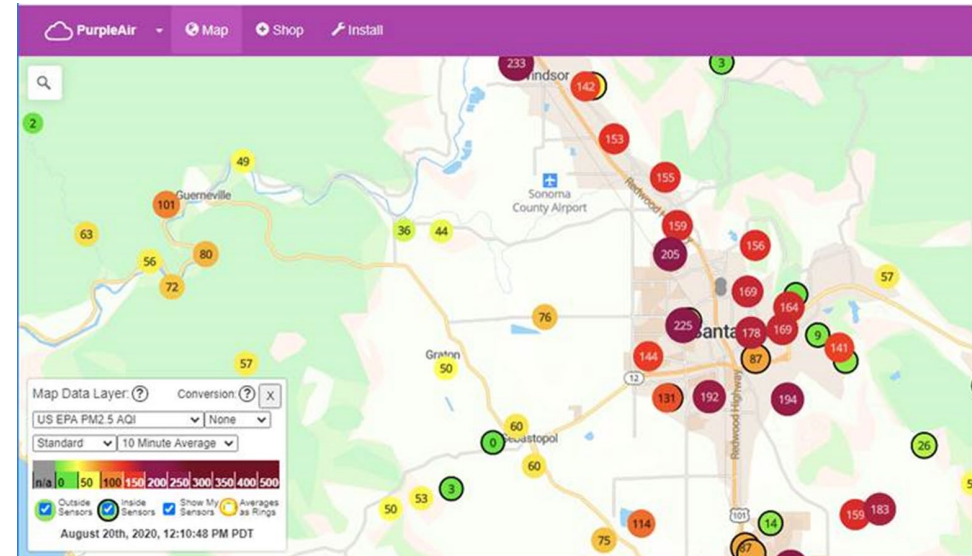 PurpleAir
Map
Shop
Install
233
indsor
3
142
2
153
49
155
Guerneville
101
Sonoma
County Airport
Redwood H
36
44
159
63
205
156
56
80
72
57
169
164
76
225
Santa
178
169
9
141
57
Graton
50
144
87
12
131
192
194
Redwood Highway
60
0
Sebastopol
26
60
3
53
50
101
14
159
183
114
75
87
5
Map Data Layer: ?
Conversion: ?
X
US EPA PM2.5 AQI
None
Standard
10 Minute Average
n/a 0 50 100 150 200 250 300 350 400 500
Outside
Sensors
Inside
Sensors
Show My
Sensors
Averages
as Rings
August 20th, 2020, 12:10:48 PM PDT